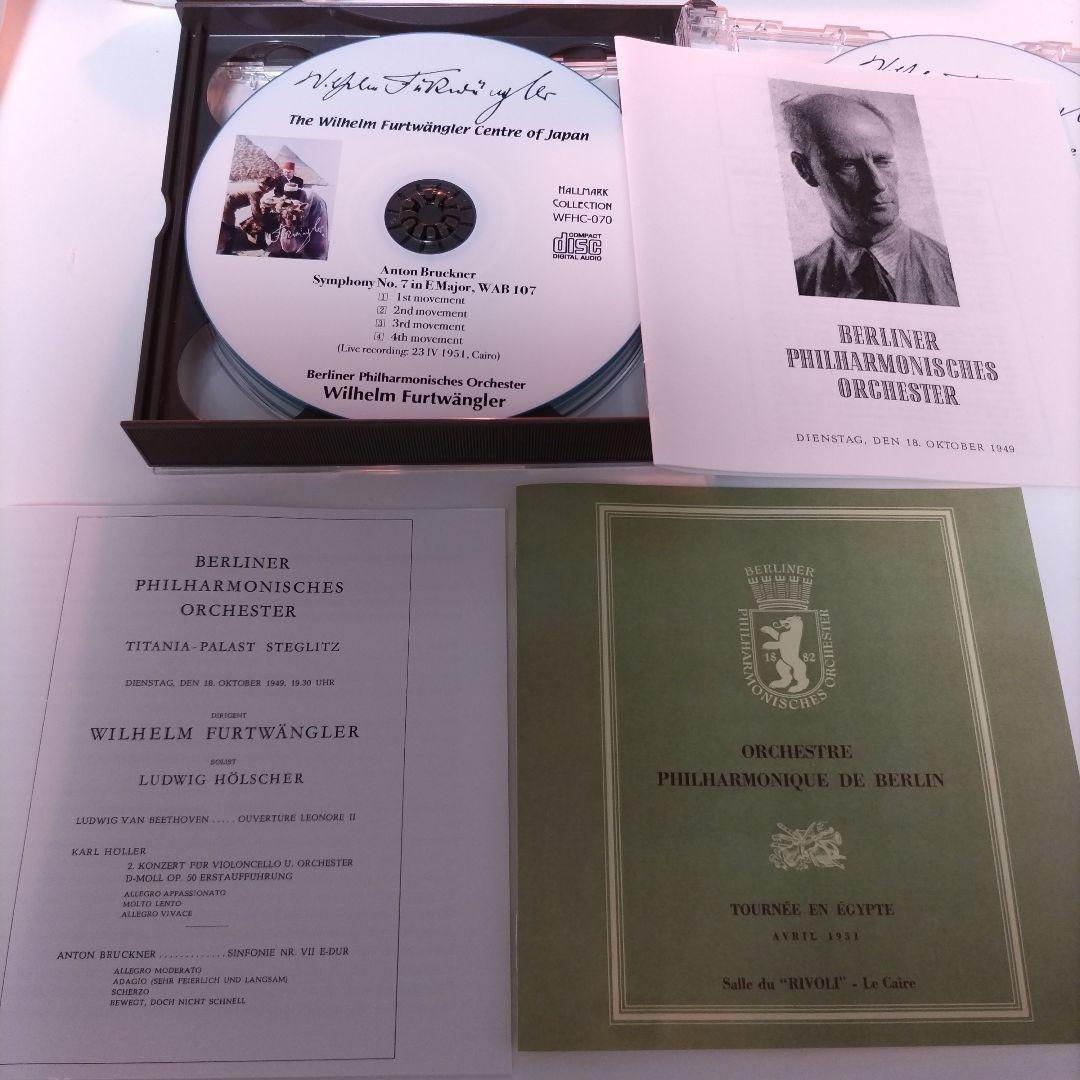 Wilhelm Furtwängler
The Wilhelm Furtwängler Centre of Japan
HALLMARK
COLLECTION
WFHC-070
COMPACT
disc
DIGITAL AUDIO
Anton Bruckner
Symphony No. 7 in E Major, WAB 107
1 1st movement
2 2nd movement
3 3rd movement
4 4th movement
(Live recording: 23 IV 1951, Cairo)
Berliner Philharmonisches Orchester
Wilhelm Furtwängler
BERLINER
PHILHARMONISCHES
ORCHESTER
DIENSTAG, DEN 18. OKTOBER 1949
BERLINER
PHILHARMONISCHES
ORCHESTER
TITANIA-PALAST STEGLITZ
DIENSTAG, DEN 18. OKTOBER 1949, 19.30 UHR
DIRIGENT
WILHELM FURTWÄNGLER
SOLIST
LUDWIG HÖLSCHER
LUDWIG VAN BEETHOVEN ..... OUVERTURE LEONORE II
KARL HÖLLER
2. KONZERT FÜR VIOLONCELLO U. ORCHESTER
D-MOLL OP. 50 ERSTAUFFÜHRUNG
ALLEGRO APPASSIONATO
MOLTO LENTO
ALLEGRO VIVACE
ANTON BRUCKNER ............ SINFONIE NR. VII E-DUR
ALLEGRO MODERATO
ADAGIO (SEHR FEIERLICH UND LANGSAM)
SCHERZO
BEWEGT, DOCH NICHT SCHNELL
BERLINER
PHILHARMONISCHES ORCHESTER
18 82
ORCHESTRE
PHILHARMONIQUE DE BERLIN
TOURNÉE EN ÉGYPTE
AVRIL 1951
Salle du "RIVOLI" - Le Caire